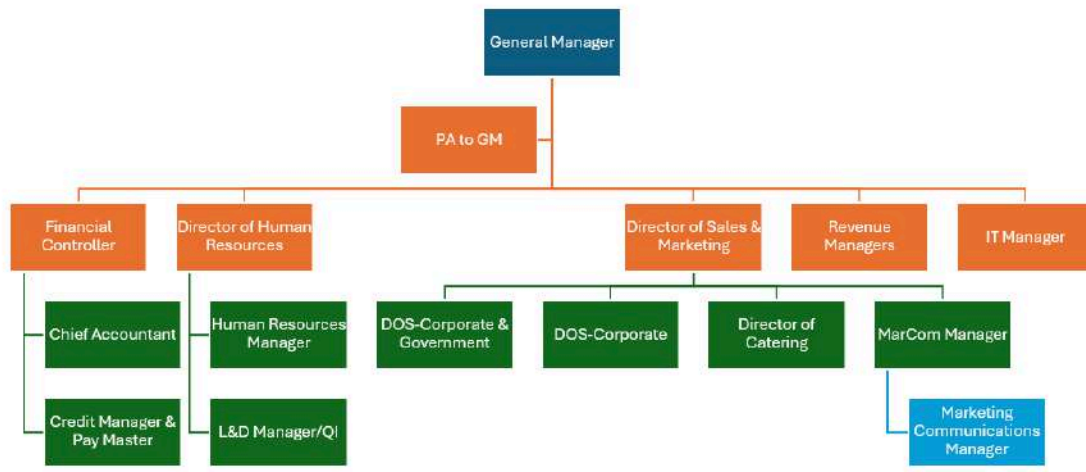 General Manager
PA to GM
Financial
Controller
Director of Human
Resources
Director of Sales &
Marketing
Revenue
Managers
IT Manager
Chief Accountant
Human Resources
Manager
DOS-Corporate &
Government
DOS-Corporate
Director of
Catering
MarCom Manager
Credit Manager &
Pay Master
L&D Manager/QI
Marketing
Communications
Manager